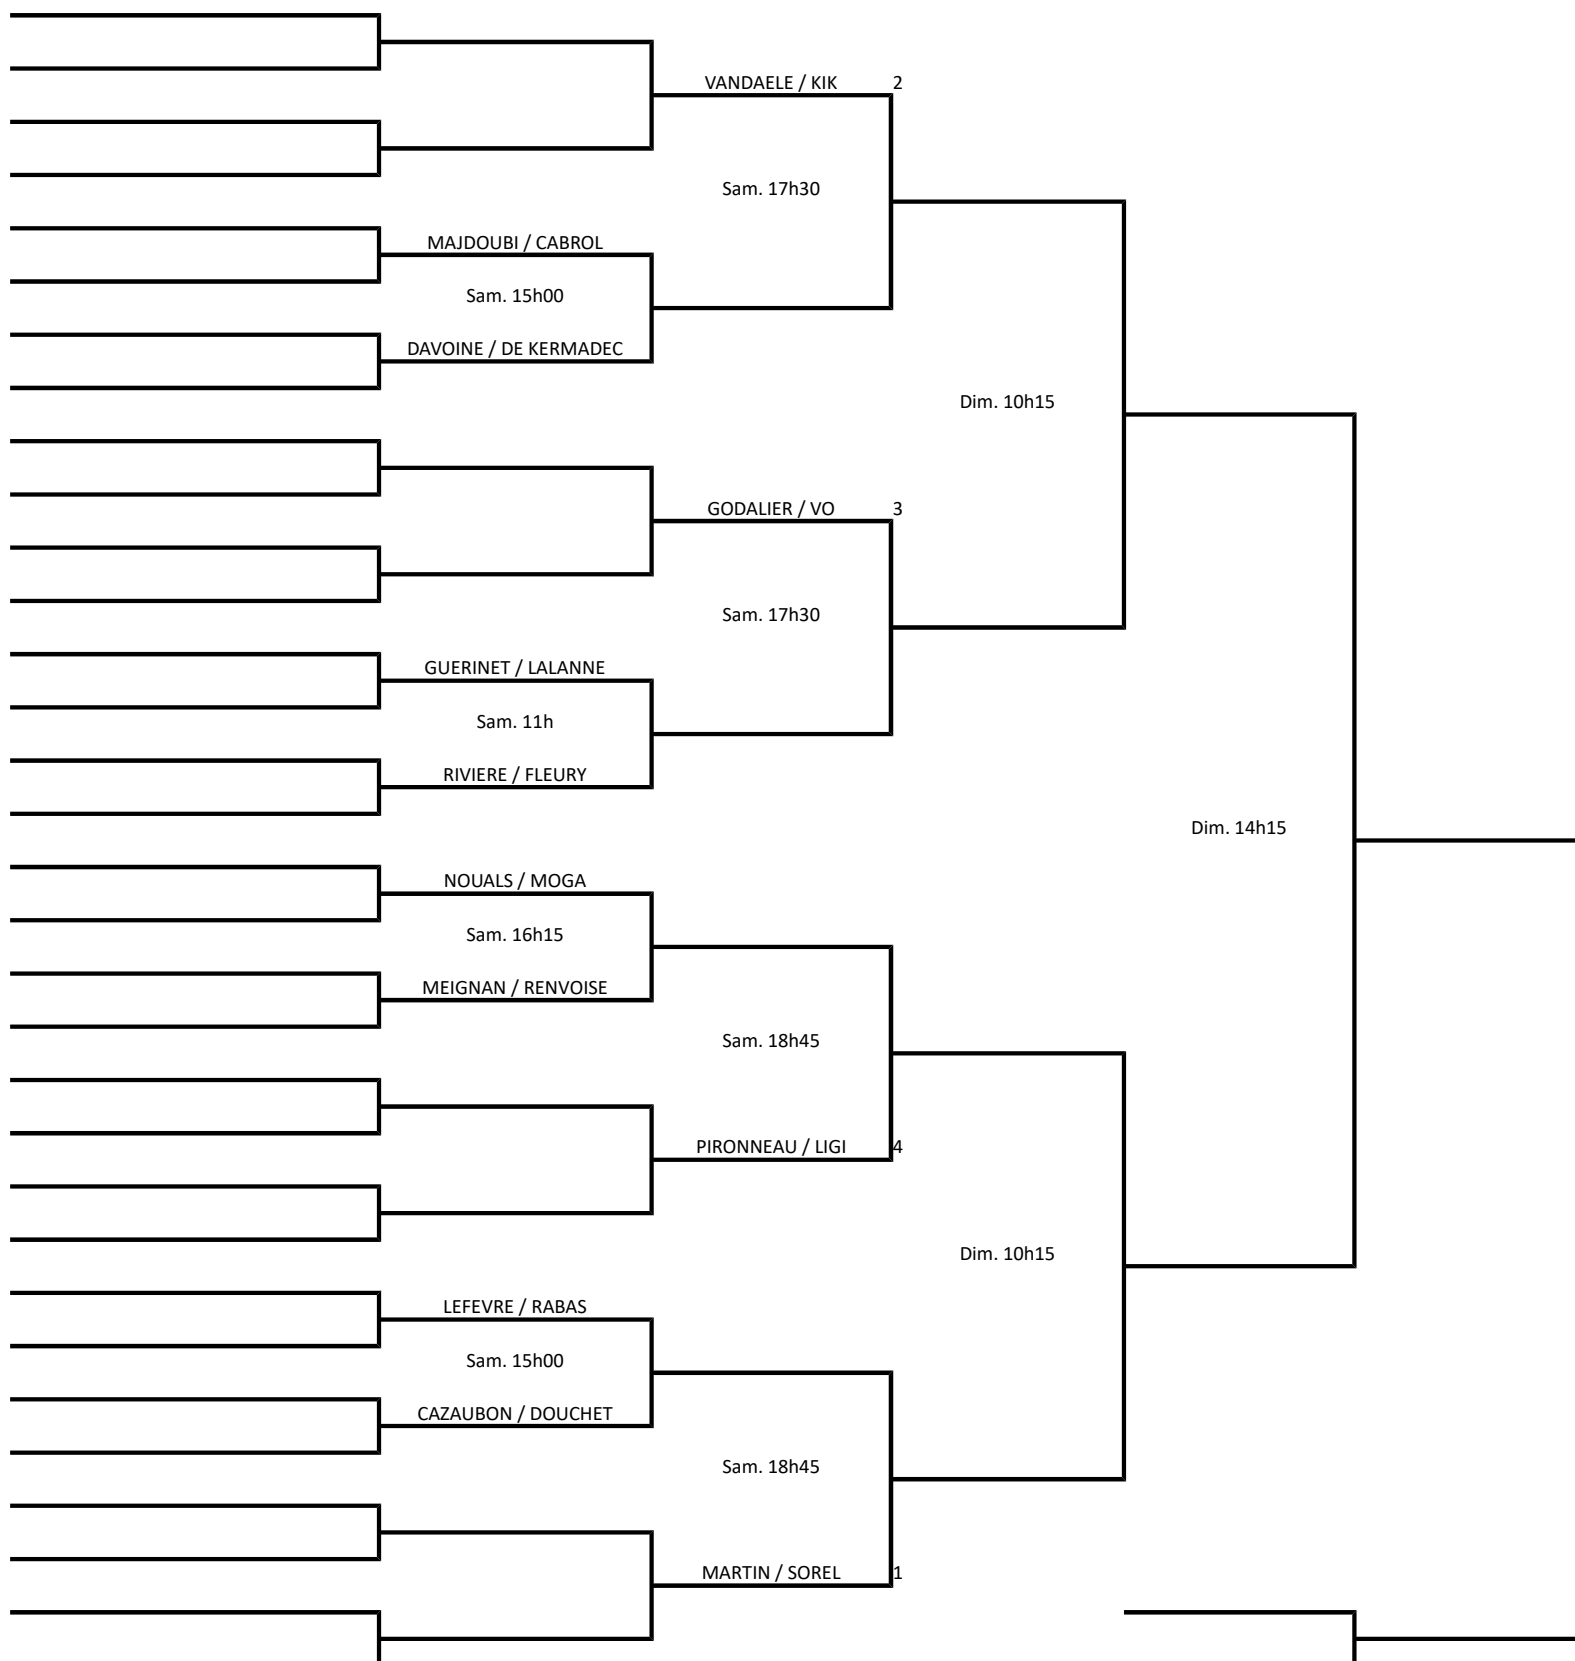 VANDAELE / KIK 2
Sam. 17h30
MAJDOUBI / CABROL
Sam. 15h00
DAVOINE / DE KERMADEC
Dim. 10h15
GODALIER / VO 3
Sam. 17h30
GUERINET / LALANNE
Sam. 11h
RIVIERE / FLEURY
Dim. 14h15
NOUALS / MOGA
Sam. 16h15
MEIGNAN / RENVOISE
Sam. 18h45
PIRONNEAU / LIGI 4
Dim. 10h15
LEFEVRE / RABAS
Sam. 15h00
CAZAUBON / DOUCHET
Sam. 18h45
MARTIN / SOREL 1